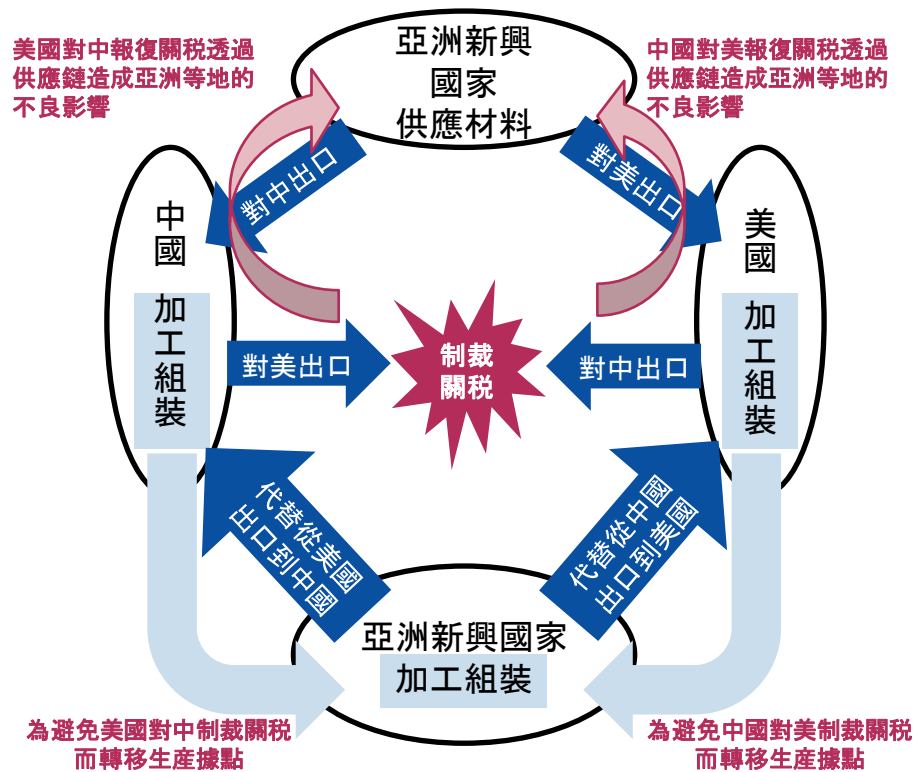 美國對中報復關税透過
供應鏈造成亞洲等地的
不良影響
亞洲新興
國家
供應材料
中國對美報復關税透過
供應鏈造成亞洲等地的
不良影響
對中出口
對美出口
中國
加工組裝
美國
加工組裝
對美出口
制裁
關税
對中出口
代替從美國
出口到中國
代替從中國
出口到美國
亞洲新興國家
加工組裝
為避免美國對中制裁關税
而轉移生産據點
為避免中國對美制裁關税
而轉移生産據點